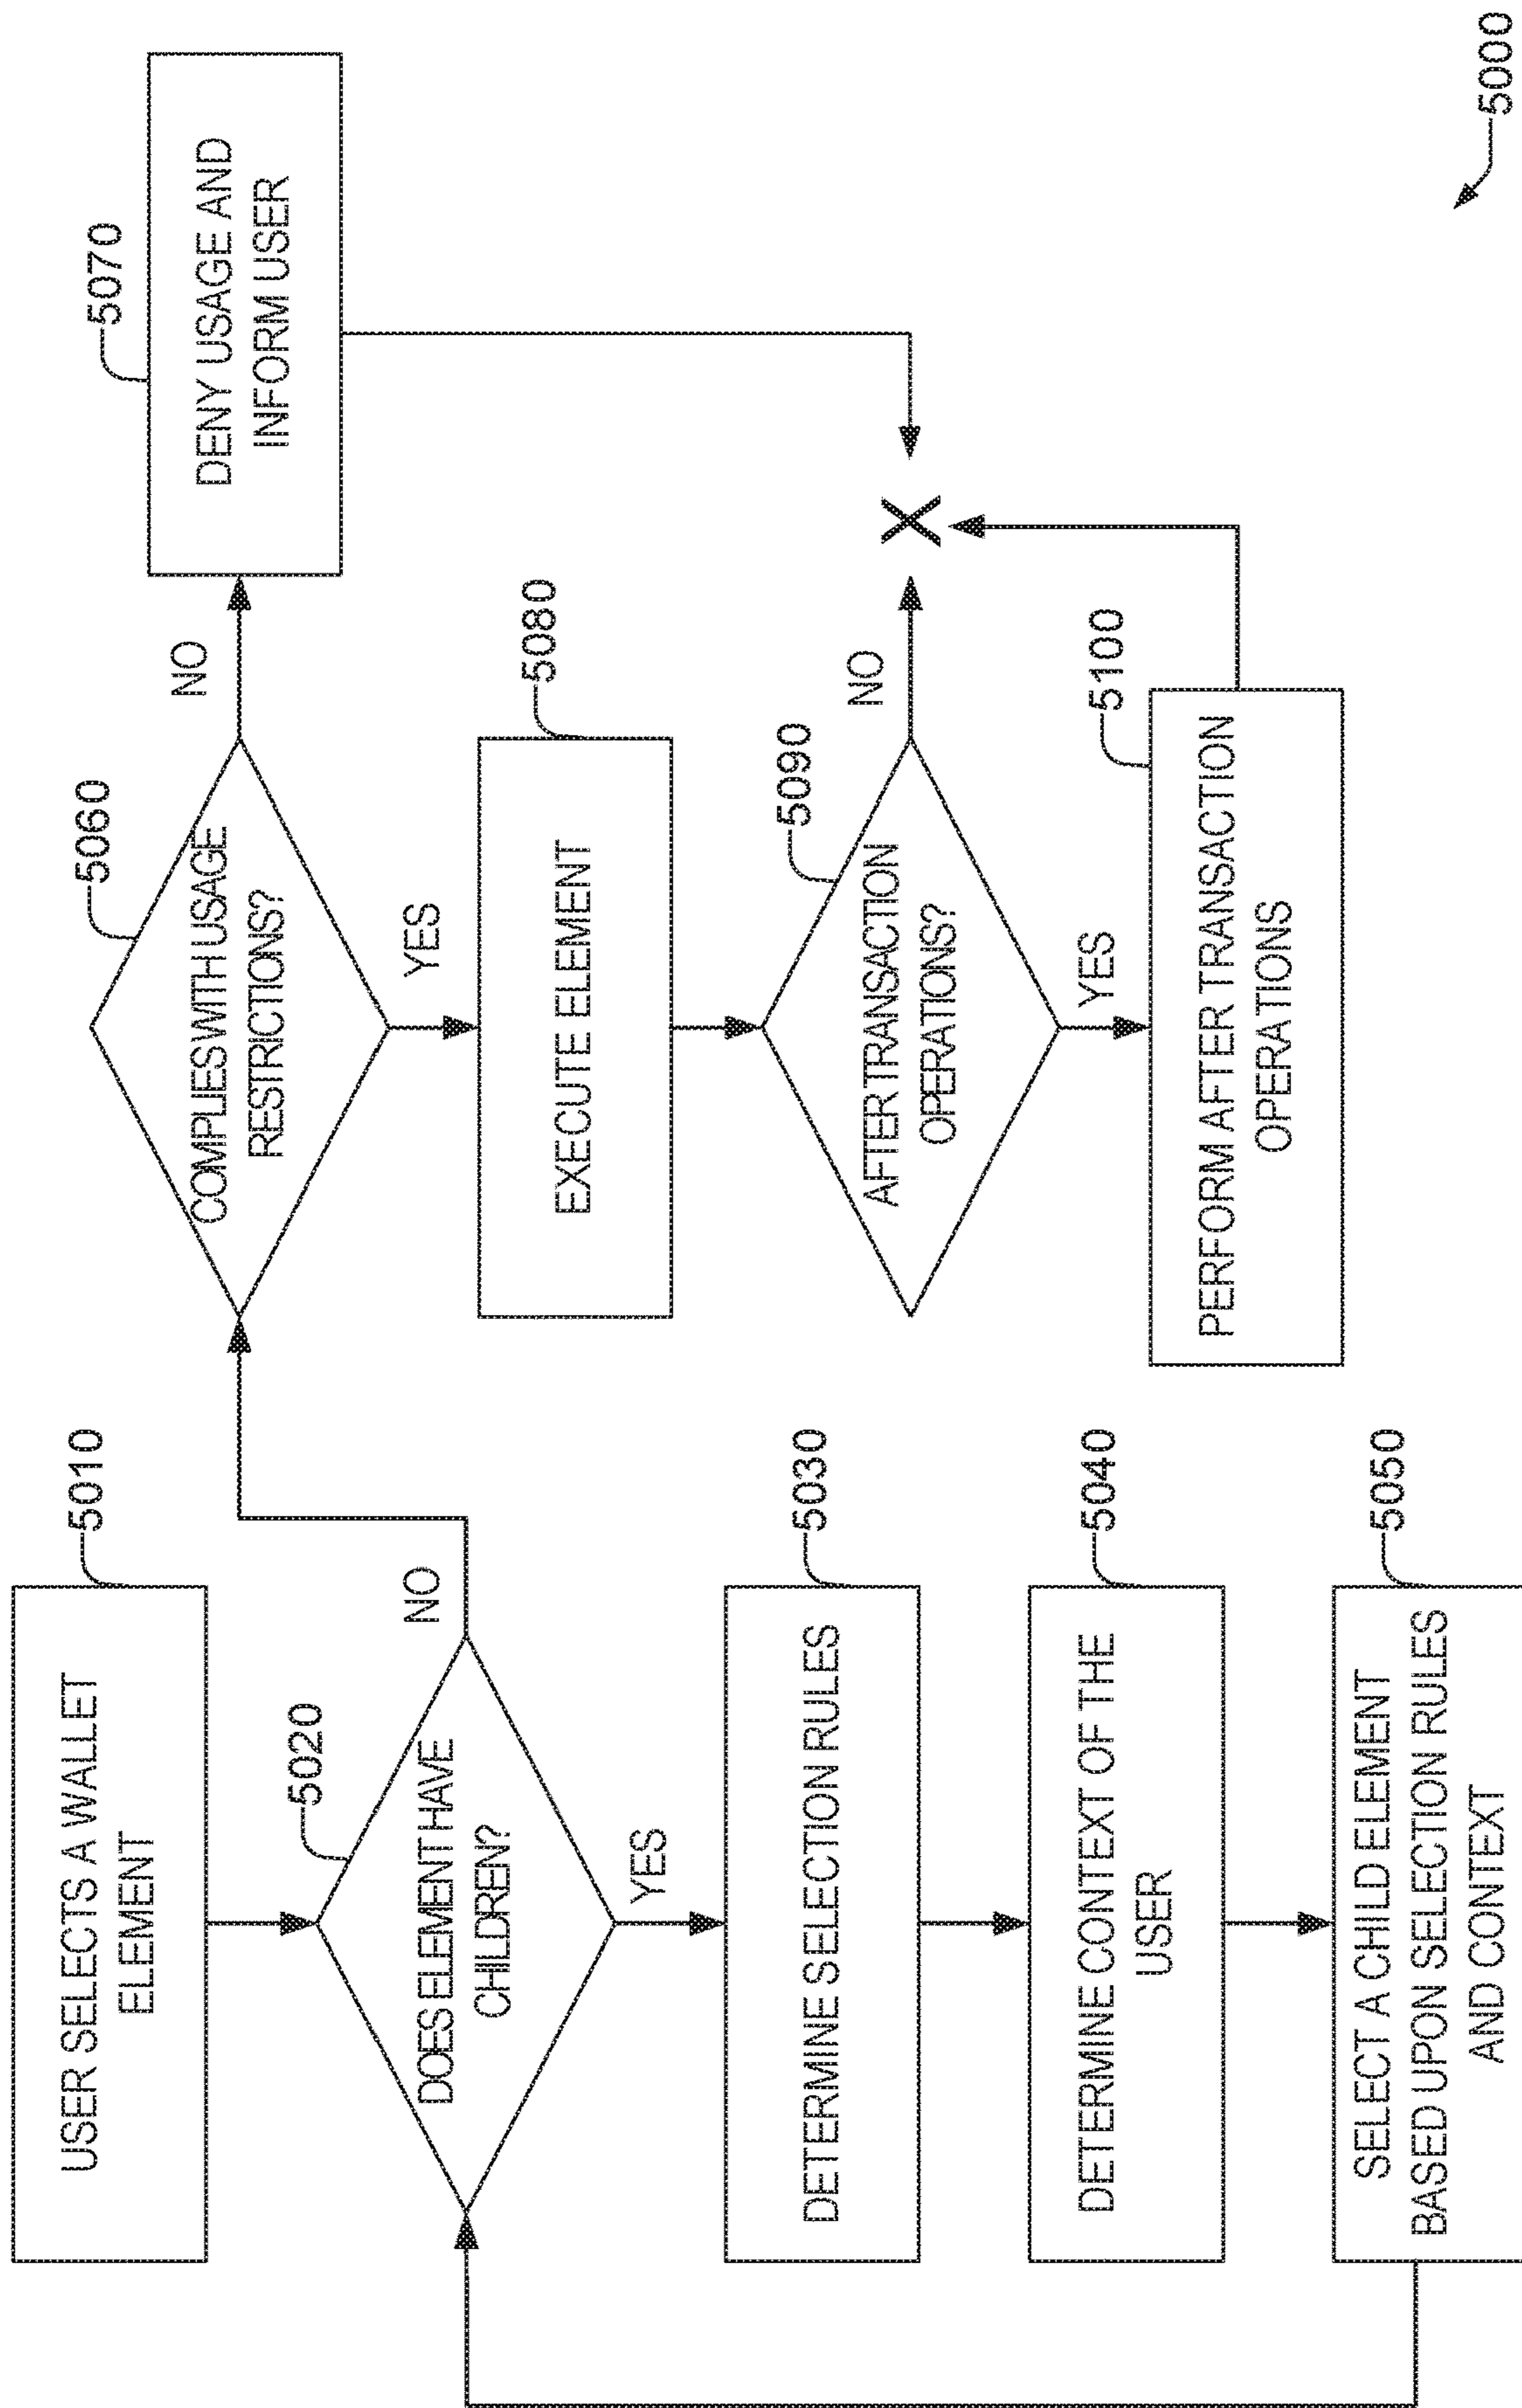 5010
USER SELECTS A WALLET
ELEMENT
5020
DOES ELEMENT HAVE
CHILDREN?
NO
YES
5030
DETERMINE SELECTION RULES
5040
DETERMINE CONTEXT OF THE
USER
5050
SELECT A CHILD ELEMENT
BASED UPON SELECTION RULES
AND CONTEXT
5060
COMPLIES WITH USAGE
RESTRICTIONS?
NO
5070
DENY USAGE AND
INFORM USER
YES
5080
EXECUTE ELEMENT
5090
AFTER TRANSACTION
OPERATIONS?
NO
X
YES
5100
PERFORM AFTER TRANSACTION
OPERATIONS
5000